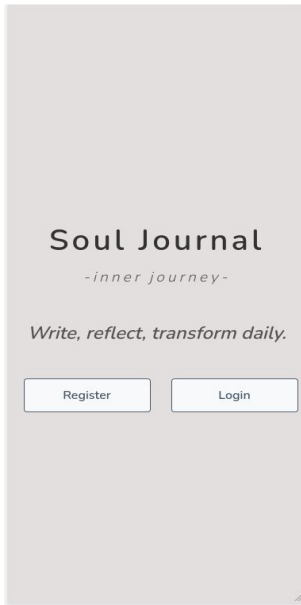 Soul Journal
-inner journey-
Write, reflect, transform daily.
Register Login